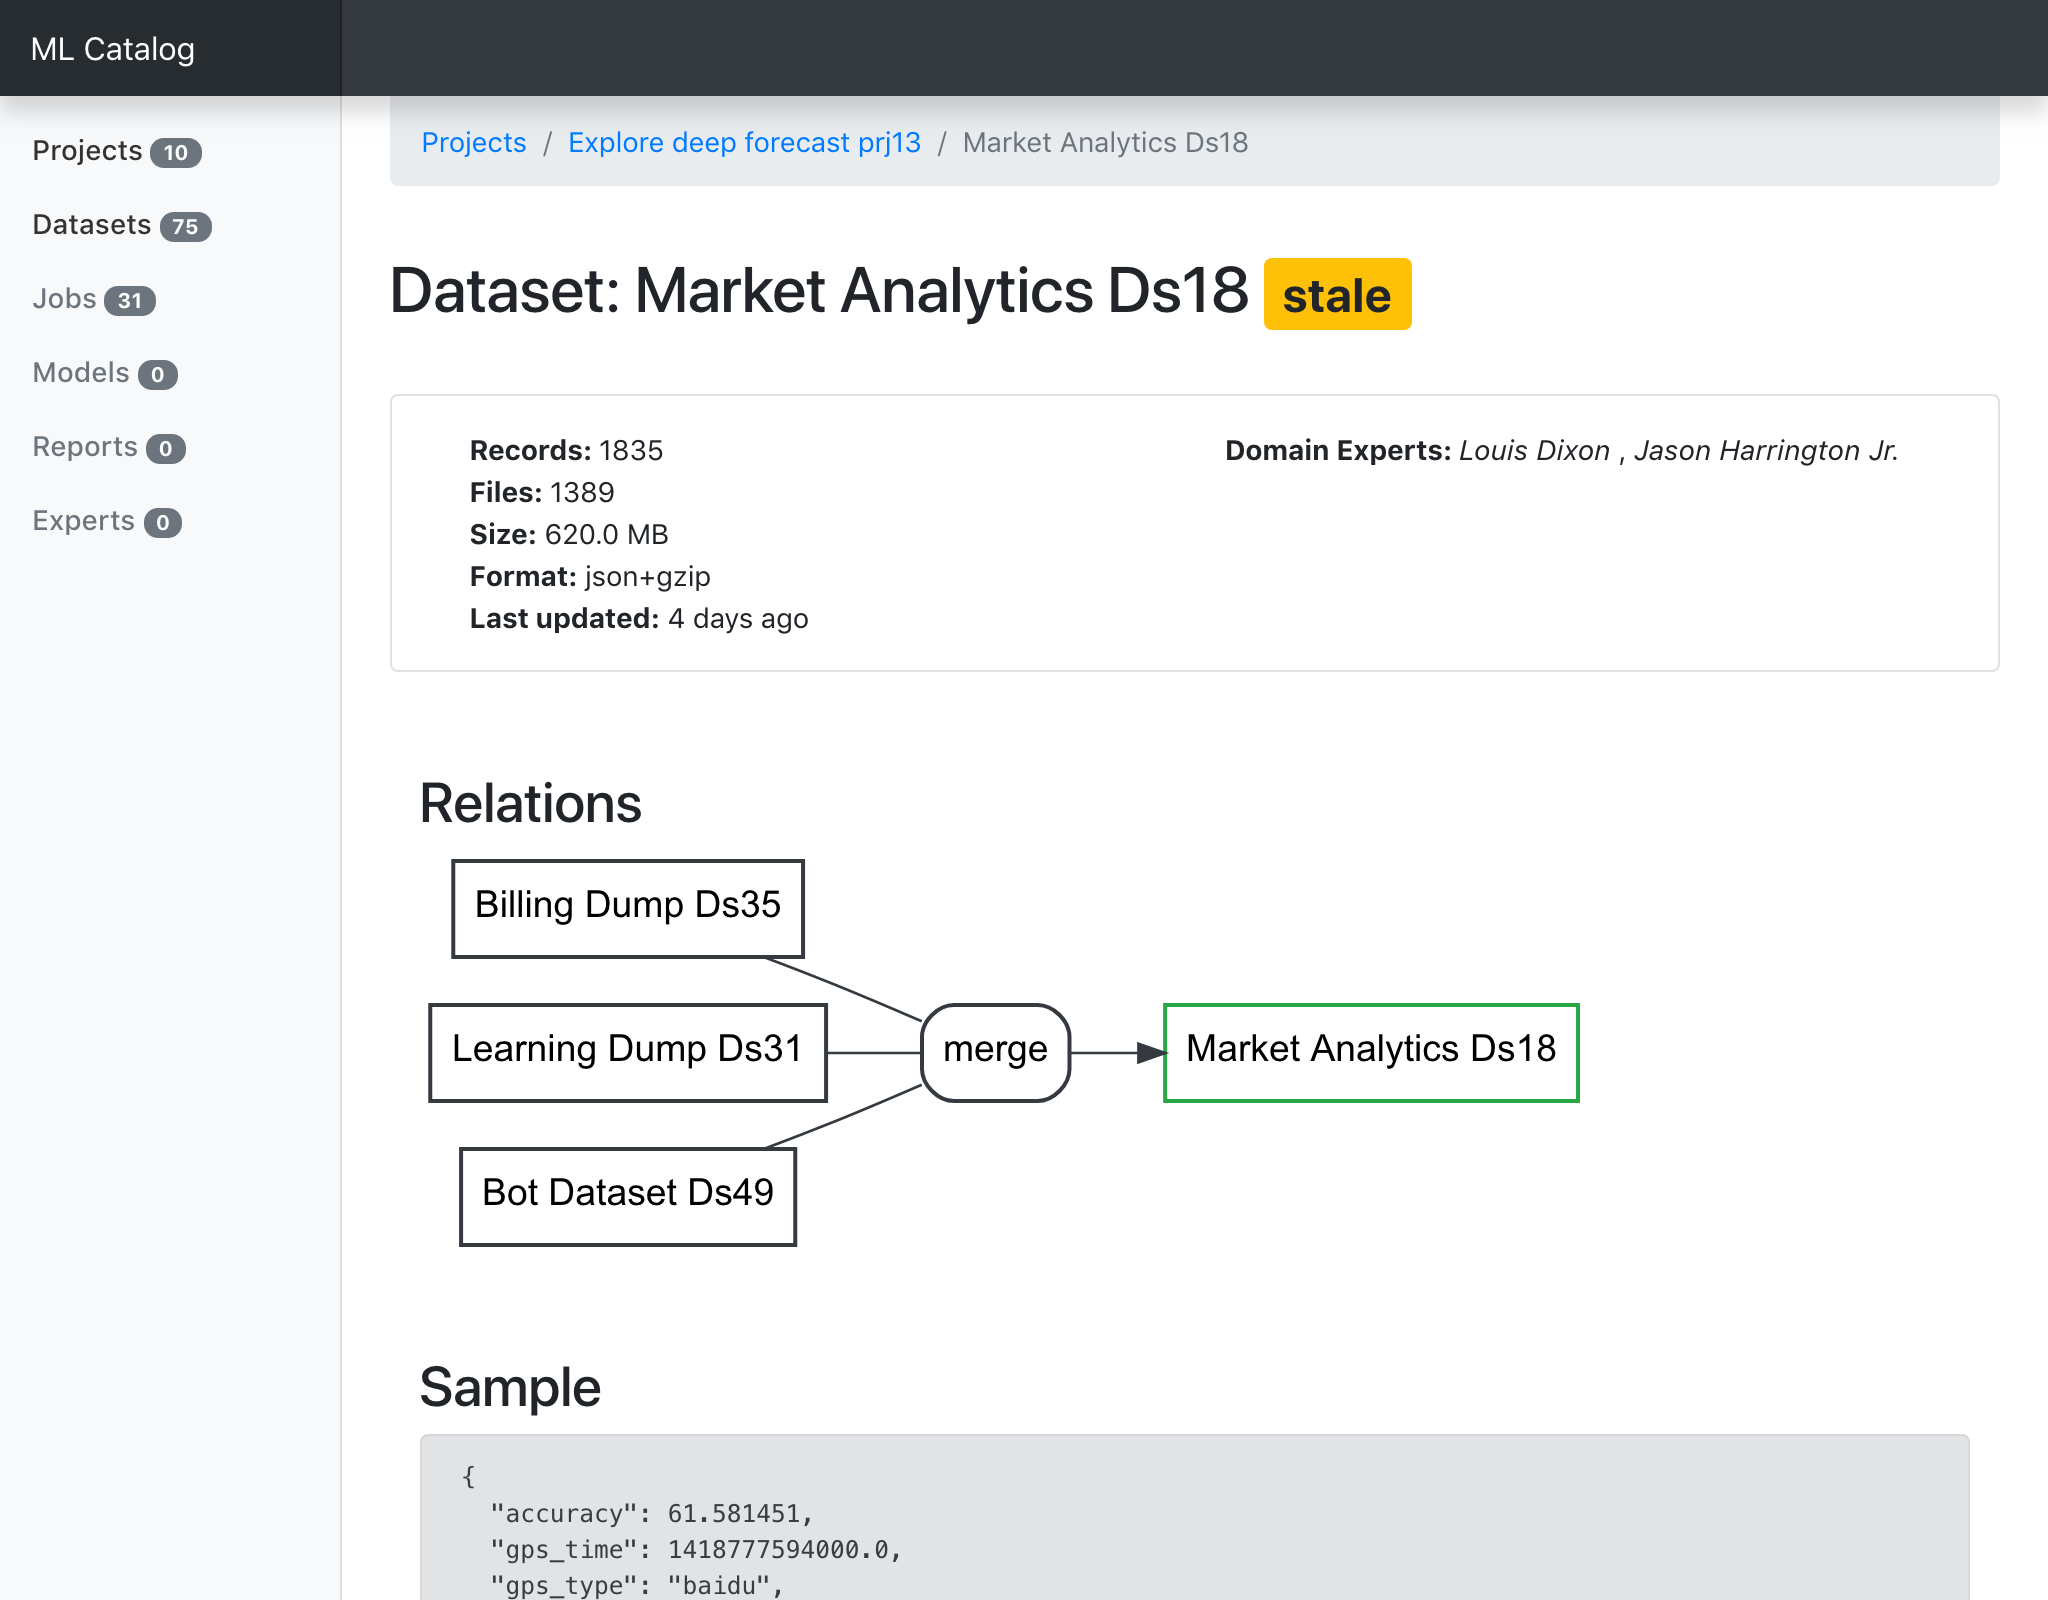 ML Catalog
Projects 10
Datasets 75
Jobs 31
Models 0
Reports 0
Experts 0
Projects / Explore deep forecast prj13 / Market Analytics Ds18
Dataset: Market Analytics Ds18 stale
Records: 1835
Files: 1389
Size: 620.0 MB
Format: json+gzip
Last updated: 4 days ago
Domain Experts: Louis Dixon , Jason Harrington Jr.
Relations
Billing Dump Ds35
Learning Dump Ds31
merge
Market Analytics Ds18
Bot Dataset Ds49
Sample
{
"accuracy": 61.581451,
"gps_time": 1418777594000.0,
"gps_type": "baidu",